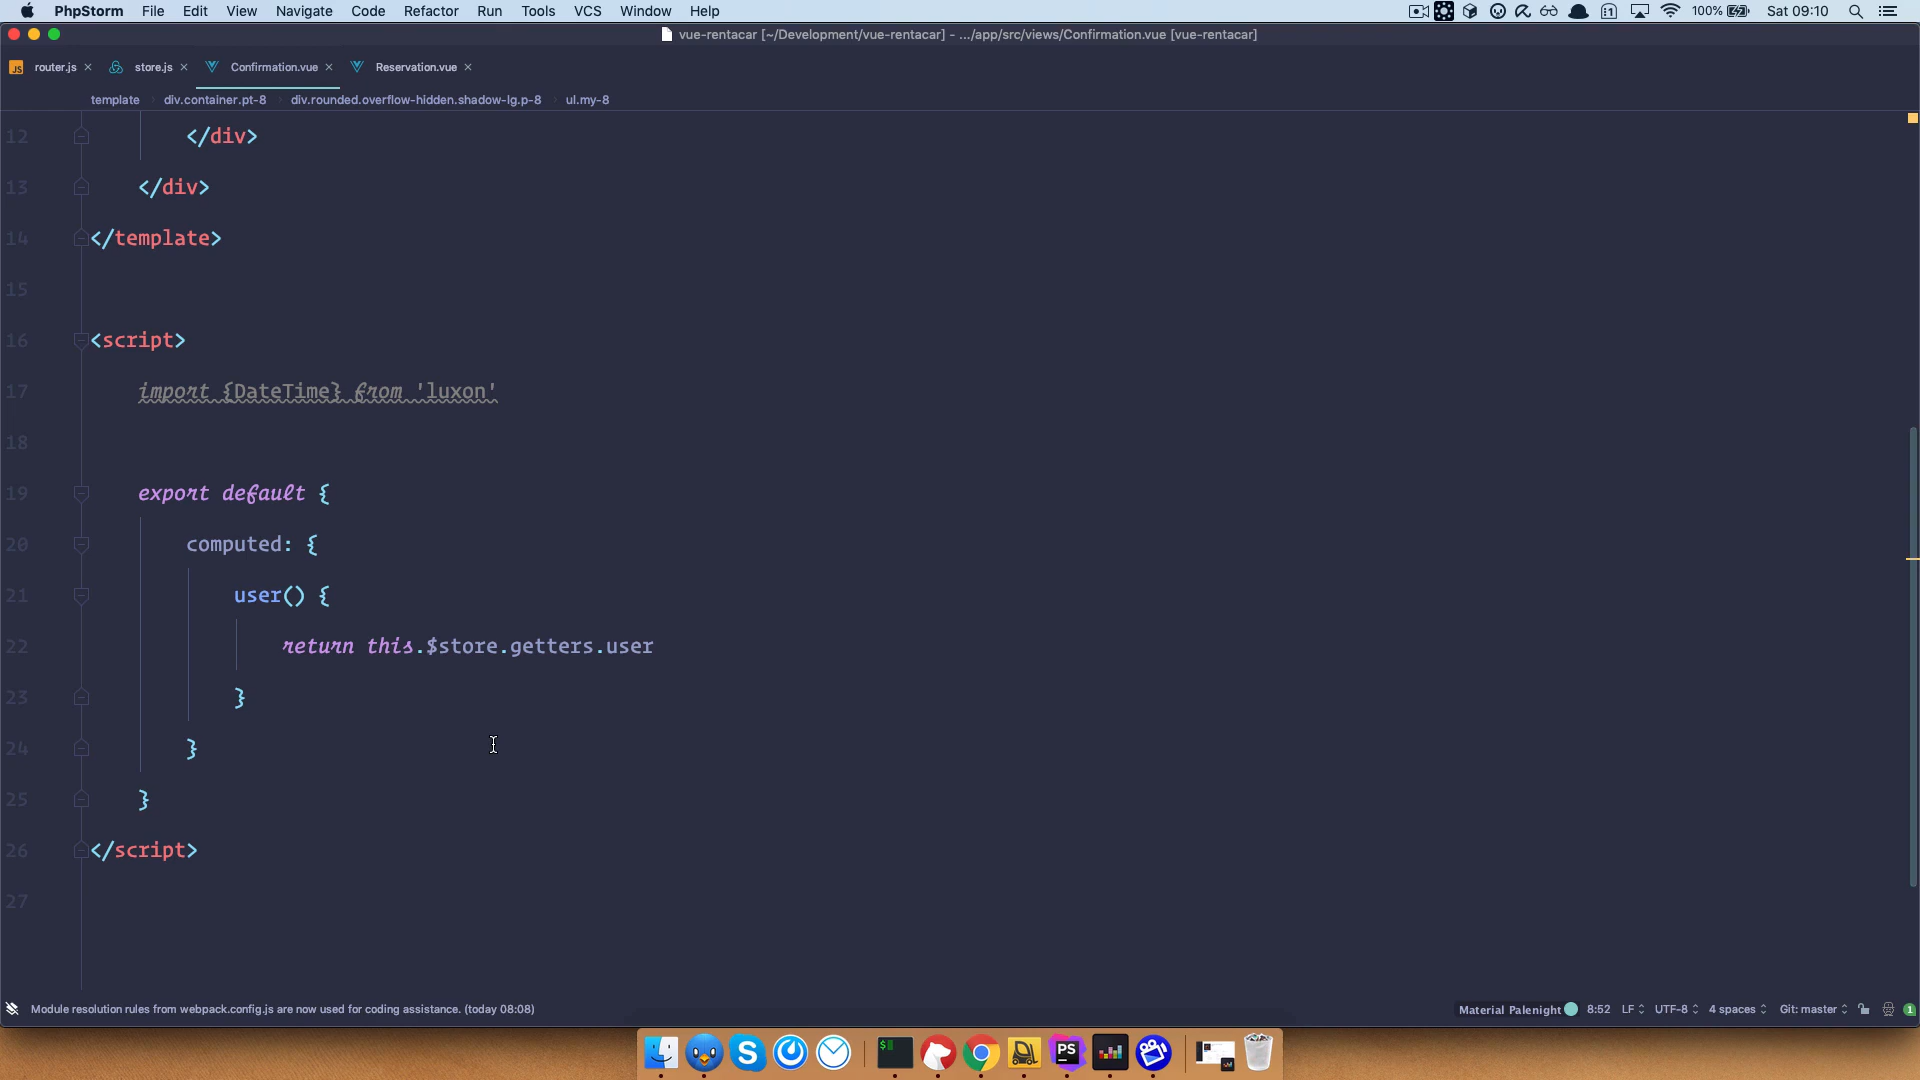 PhpStorm File Edit View Navigate Code Refactor Run Tools VCS Window Help 100% Sat 09:10
vue-rentacar [~/Development/vue-rentacar] - .../app/src/views/Confirmation.vue [vue-rentacar]
JS router.js × store.js × Confirmation.vue × Reservation.vue ×
template div.container.pt-8 div.rounded.overflow-hidden.shadow-lg.p-8 ul.my-8
12 </div>
13 </div>
14 </template>
15
16 <script>
17 import {DateTime} from 'luxon'
18
19 export default {
20 computed: {
21 user() {
22 return this.$store.getters.user
23 }
24 }
25 }
26 </script>
27
Module resolution rules from webpack.config.js are now used for coding assistance. (today 08:08) Material Palenight 8:52 LF UTF-8 4 spaces Git: master 1
$ S PS